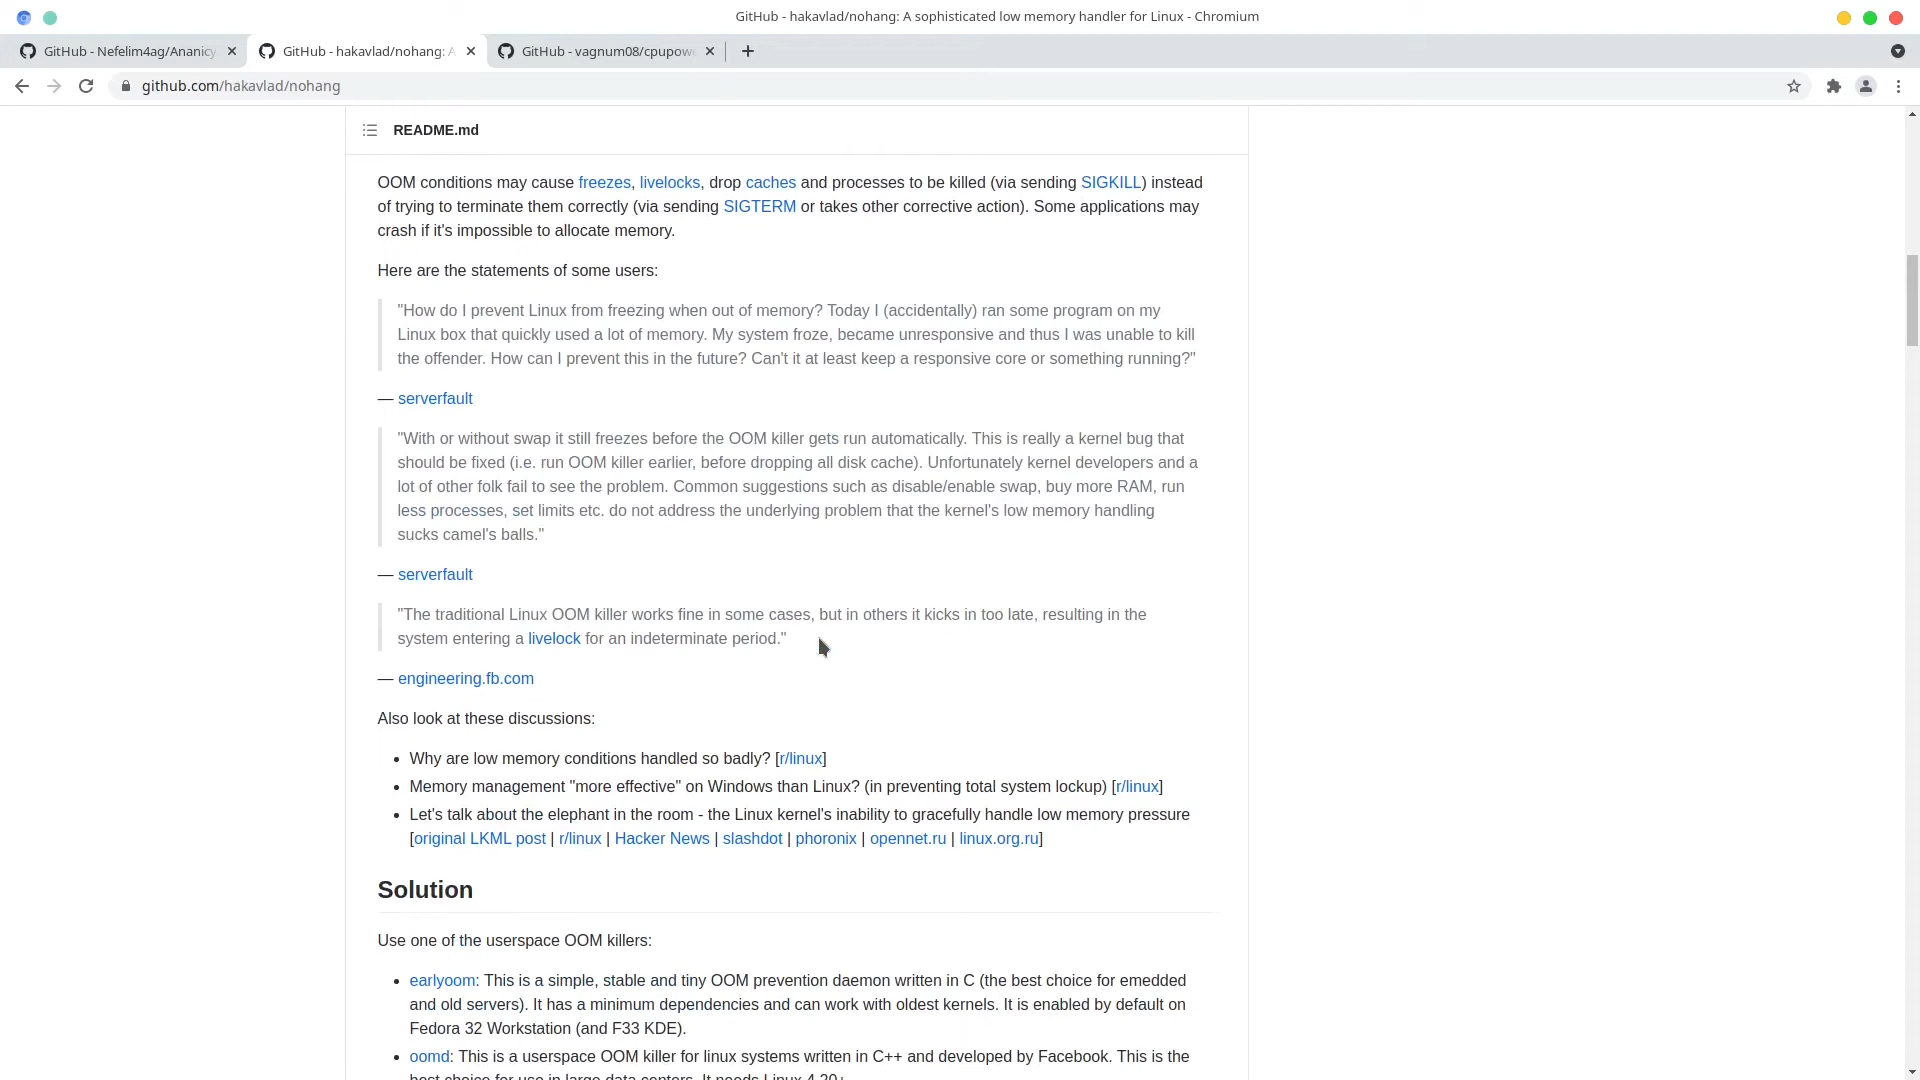 GitHub - hakavlad/nohang: A sophisticated low memory handler for Linux - Chromium
GitHub - Nefelim4ag/Ananicy
GitHub - hakavlad/nohang: A
GitHub - vagnum08/cpupowe
github.com/hakavlad/nohang
README.md
OOM conditions may cause freezes, livelocks, drop caches and processes to be killed (via sending SIGKILL) instead
of trying to terminate them correctly (via sending SIGTERM or takes other corrective action). Some applications may
crash if it's impossible to allocate memory.
Here are the statements of some users:
"How do I prevent Linux from freezing when out of memory? Today I (accidentally) ran some program on my
Linux box that quickly used a lot of memory. My system froze, became unresponsive and thus I was unable to kill
the offender. How can I prevent this in the future? Can't it at least keep a responsive core or something running?"
— serverfault
"With or without swap it still freezes before the OOM killer gets run automatically. This is really a kernel bug that
should be fixed (i.e. run OOM killer earlier, before dropping all disk cache). Unfortunately kernel developers and a
lot of other folk fail to see the problem. Common suggestions such as disable/enable swap, buy more RAM, run
less processes, set limits etc. do not address the underlying problem that the kernel's low memory handling
sucks camel's balls."
— serverfault
"The traditional Linux OOM killer works fine in some cases, but in others it kicks in too late, resulting in the
system entering a livelock for an indeterminate period."
— engineering.fb.com
Also look at these discussions:
• Why are low memory conditions handled so badly? [r/linux]
• Memory management "more effective" on Windows than Linux? (in preventing total system lockup) [r/linux]
• Let's talk about the elephant in the room - the Linux kernel's inability to gracefully handle low memory pressure
[original LKML post | r/linux | Hacker News | slashdot | phoronix | opennet.ru | linux.org.ru]
Solution
Use one of the userspace OOM killers:
• earlyoom: This is a simple, stable and tiny OOM prevention daemon written in C (the best choice for emedded
and old servers). It has a minimum dependencies and can work with oldest kernels. It is enabled by default on
Fedora 32 Workstation (and F33 KDE).
• oomd: This is a userspace OOM killer for linux systems written in C++ and developed by Facebook. This is the
best choice for use in large data centers. It needs Linux 4.20+.